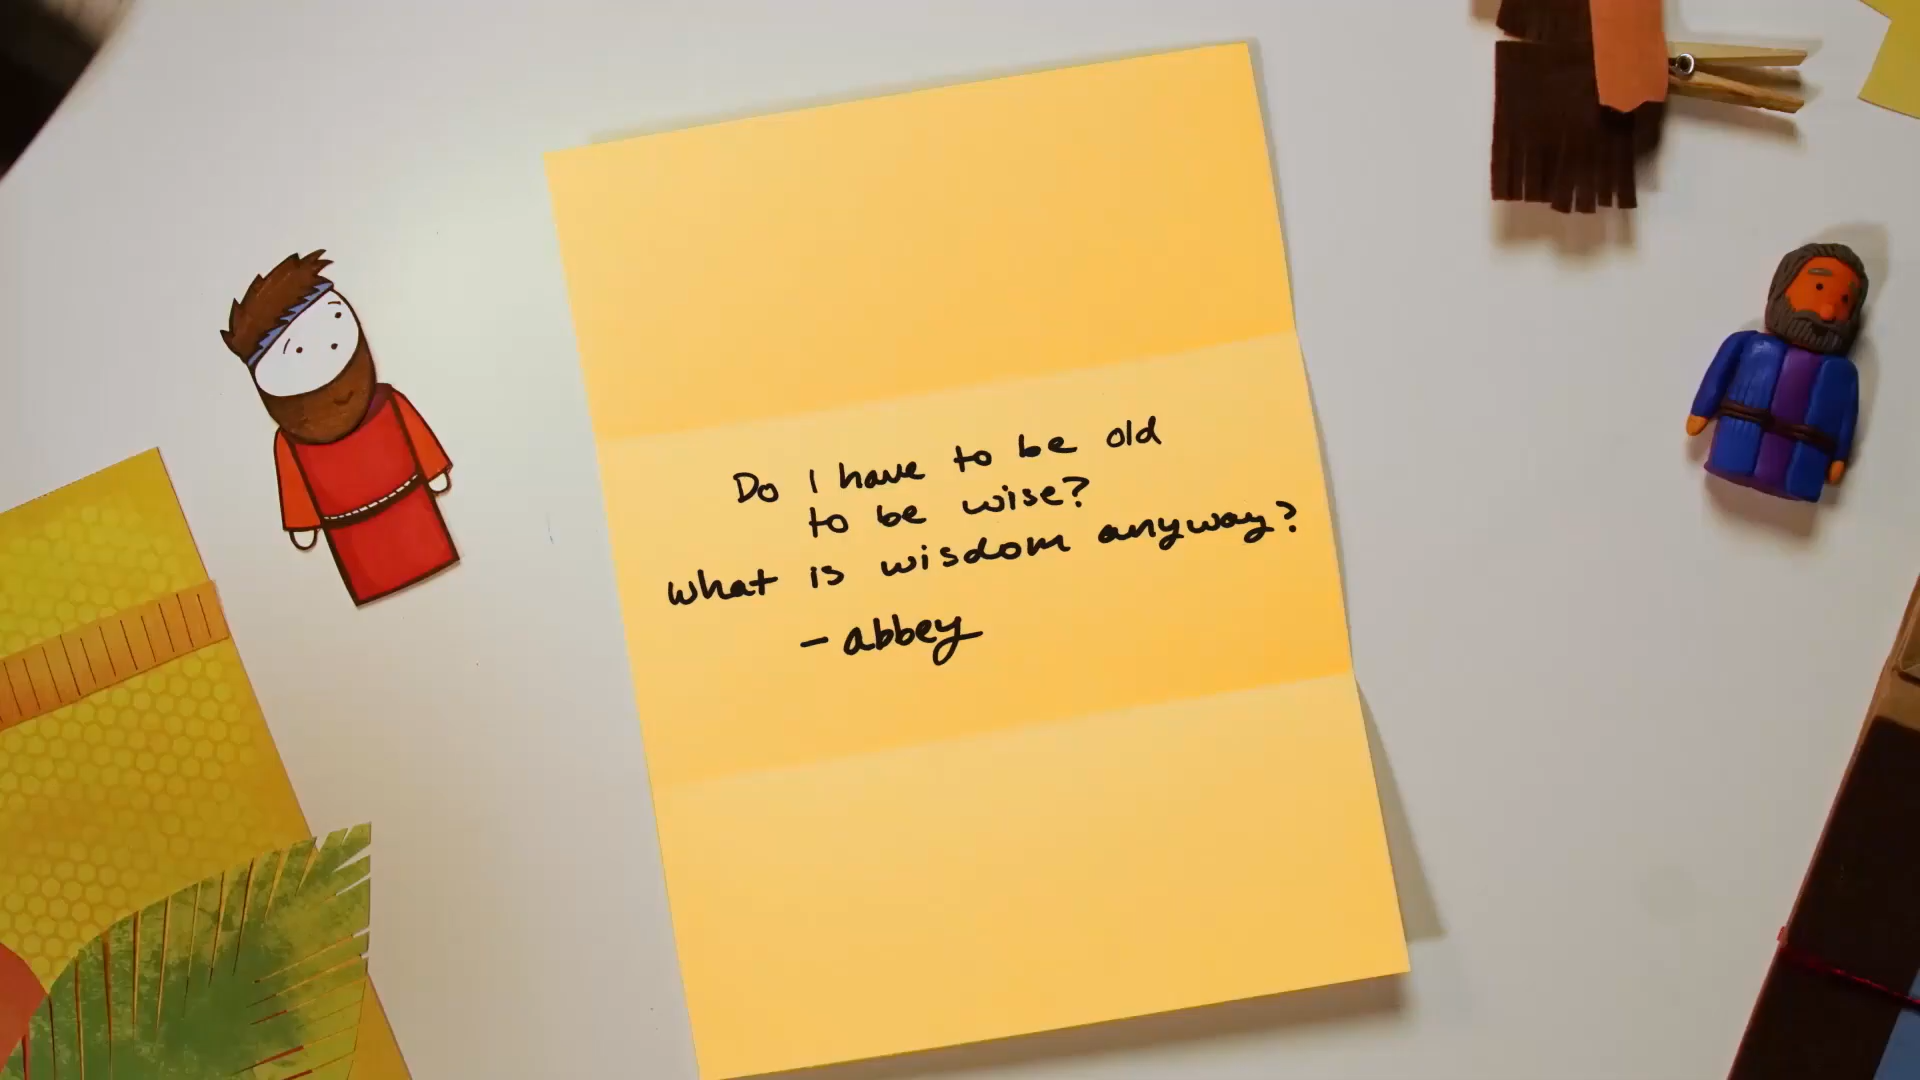 Do I have to be old
to be wise?
What is wisdom anyway?
- abbey